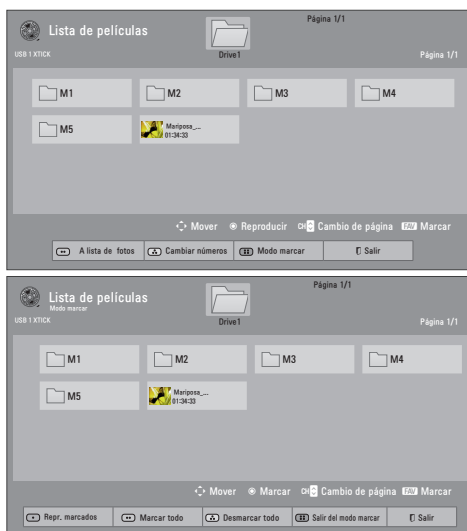 Página 1/1
Lista de películas
USB 1 XTICK
Drive1
Página 1/1
M1
M2
M3
M4
M5
Mariposa_...
01:34:33
Mover
Reproducir
CH Cambio de página
FAV Marcar
A lista de fotos
Cambiar números
Modo marcar
Salir
Página 1/1
Lista de películas
Modo marcar
USB 1 XTICK
Drive1
Página 1/1
M1
M2
M3
M4
M5
Mariposa_...
01:34:33
Mover
Marcar
CH Cambio de página
FAV Marcar
Repr. marcados
Marcar todo
Desmarcar todo
Salir del modo marcar
Salir